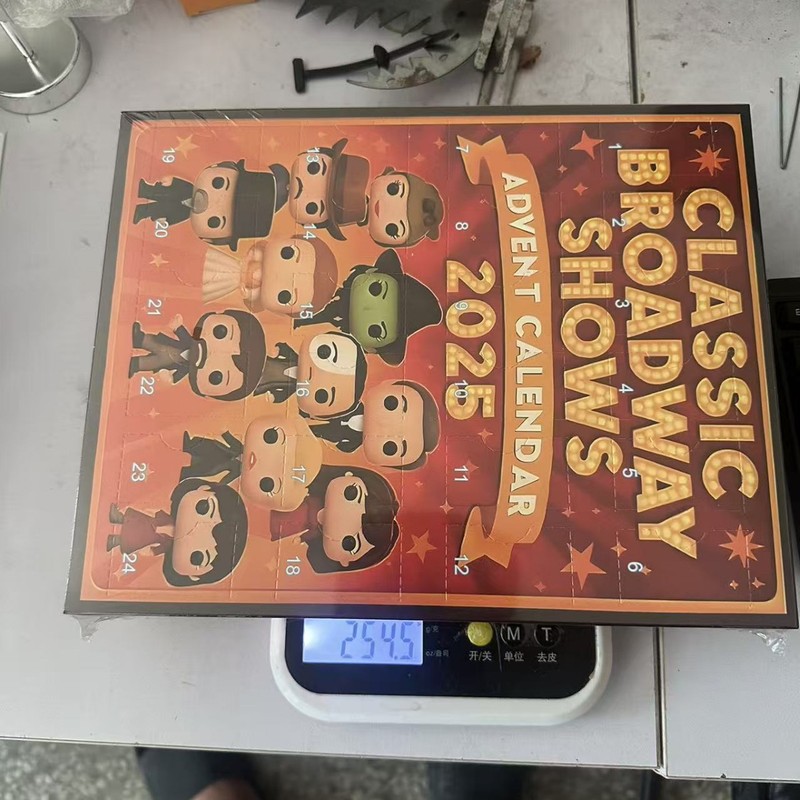 CLASSIC
BROADWAY
SHOWS
ADVENT CALENDAR
2025
1
2
3
4
5
6
7
8
9
10
11
12
13
14
15
16
17
18
19
20
21
22
23
24
254.5
M
T
开/关
单位
去皮